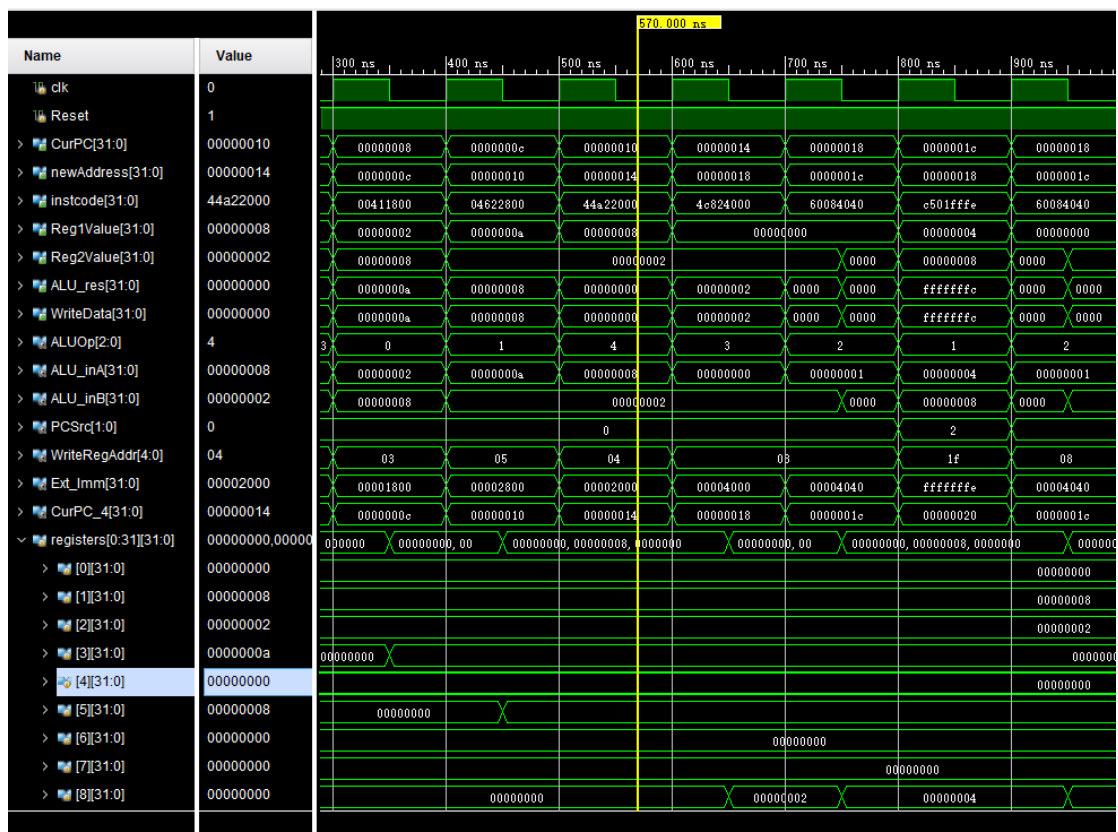 570.000 ns
Name Value
300 ns 400 ns 500 ns 600 ns 700 ns 800 ns 900 ns
clk 0
Reset 1
CurPC[31:0] 00000010 00000008 0000000c 00000010 00000014 00000018 0000001c 00000018
newAddress[31:0] 00000014 0000000c 00000010 00000014 00000018 0000001c 00000018 0000001c
instcode[31:0] 44a22000 00411800 04622800 44a22000 4c824000 60084040 c501fffe 60084040
Reg1Value[31:0] 00000008 00000002 0000000a 00000008 00000000 00000004 00000000
Reg2Value[31:0] 00000002 00000008 00000002 0000 00000008 0000
ALU_res[31:0] 00000000 0000000a 00000008 00000000 00000002 0000 0000 fffffffc 0000 0000
WriteData[31:0] 00000000 0000000a 00000008 00000000 00000002 0000 0000 fffffffc 0000 0000
ALUOp[2:0] 4 3 0 1 4 3 2 1 2
ALU_inA[31:0] 00000008 00000002 0000000a 00000008 00000000 00000001 00000004 00000001
ALU_inB[31:0] 00000002 00000008 00000002 0000 00000008 0000
PCSrc[1:0] 0 0 2
WriteRegAddr[4:0] 04 03 05 04 08 1f 08
Ext_Imm[31:0] 00002000 00001800 00002800 00002000 00004000 00004040 fffffffe 00004040
CurPC_4[31:0] 00000014 0000000c 00000010 00000014 00000018 0000001c 00000020 0000001c
registers[0:31][31:0] 00000000,00000 000000 00000000, 00 00000000, 00000008, 0000000 00000000, 00 00000000, 00000008, 0000000 000000
[0][31:0] 00000000 00000000
[1][31:0] 00000008 00000008
[2][31:0] 00000002 00000002
[3][31:0] 0000000a 00000000 000000
[4][31:0] 00000000 00000000
[5][31:0] 00000008 00000000
[6][31:0] 00000000 00000000
[7][31:0] 00000000 00000000
[8][31:0] 00000000 00000000 00000002 00000004